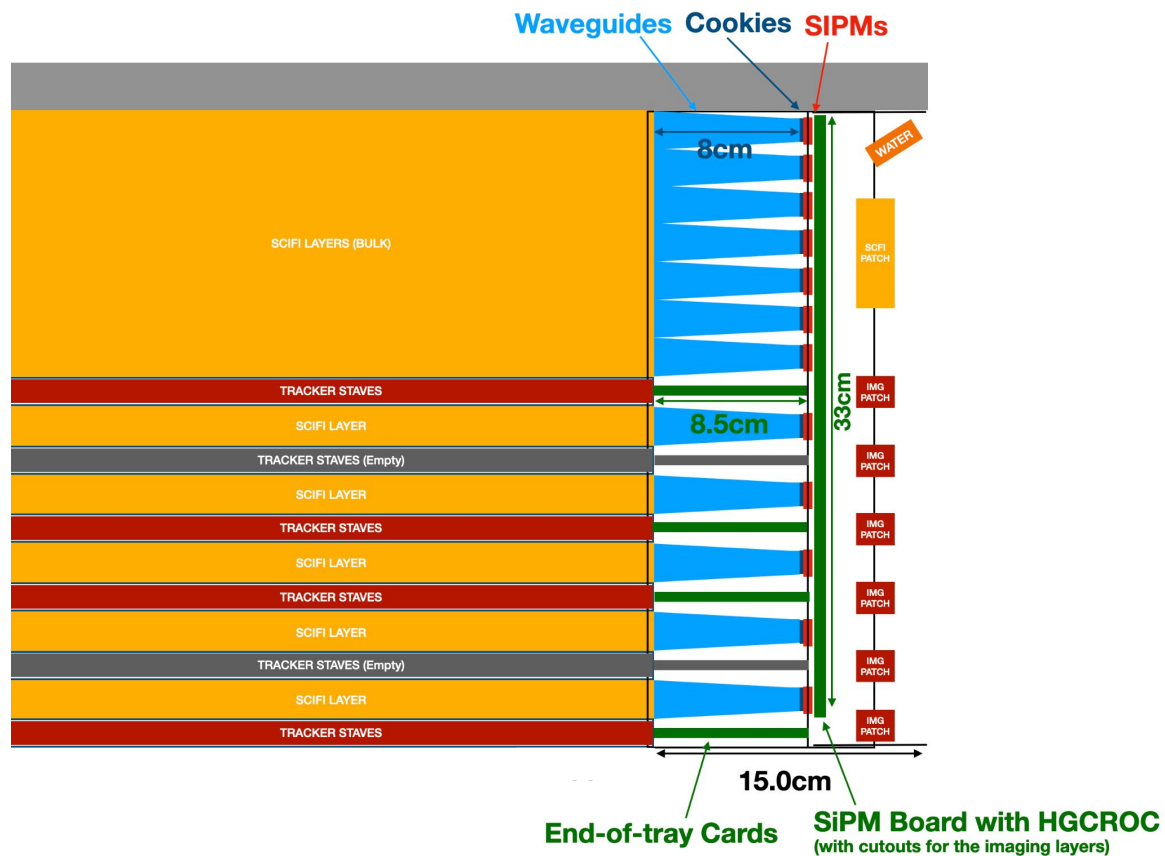 Waveguides Cookies SIPMs
8cm
WATER
SCIFI LAYERS (BULK)
SCFI
PATCH
TRACKER STAVES
IMG
PATCH
33cm
8.5cm
SCIFI LAYER
TRACKER STAVES (Empty)
IMG
PATCH
SCIFI LAYER
TRACKER STAVES
IMG
PATCH
SCIFI LAYER
TRACKER STAVES
IMG
PATCH
SCIFI LAYER
TRACKER STAVES (Empty)
IMG
PATCH
SCIFI LAYER
TRACKER STAVES
IMG
PATCH
15.0cm
End-of-tray Cards
SiPM Board with HGCROC
(with cutouts for the imaging layers)